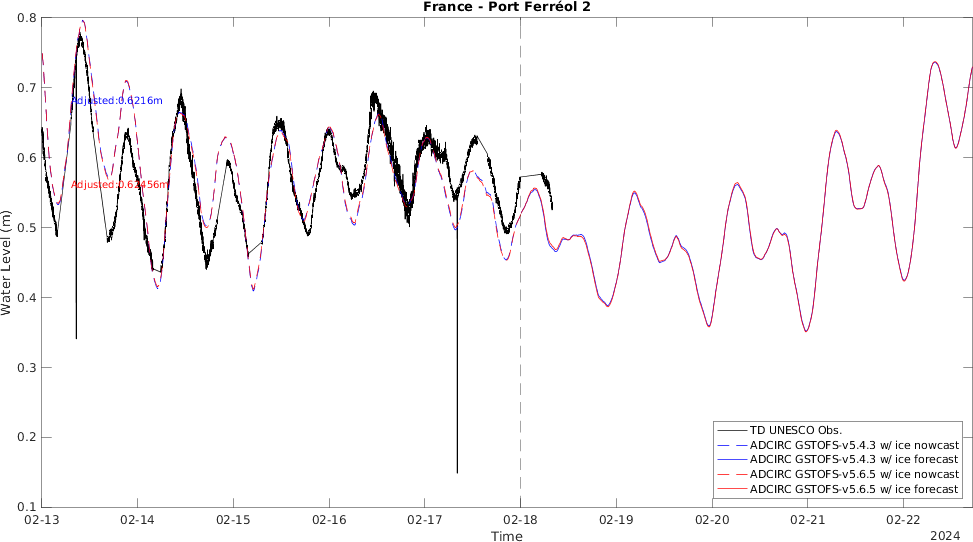 France - Port Ferréol 2
0.8
0.7
0.6
0.5
0.4
0.3
0.2
0.1
Water Level (m)
Adjusted:0.6216m
Adjusted:0.62456m
TD UNESCO Obs.
ADCIRC GSTOFS-v5.4.3 w/ ice nowcast
ADCIRC GSTOFS-v5.4.3 w/ ice forecast
ADCIRC GSTOFS-v5.6.5 w/ ice nowcast
ADCIRC GSTOFS-v5.6.5 w/ ice forecast
02-13 02-14 02-15 02-16 02-17 02-18 02-19 02-20 02-21 02-22
Time
2024